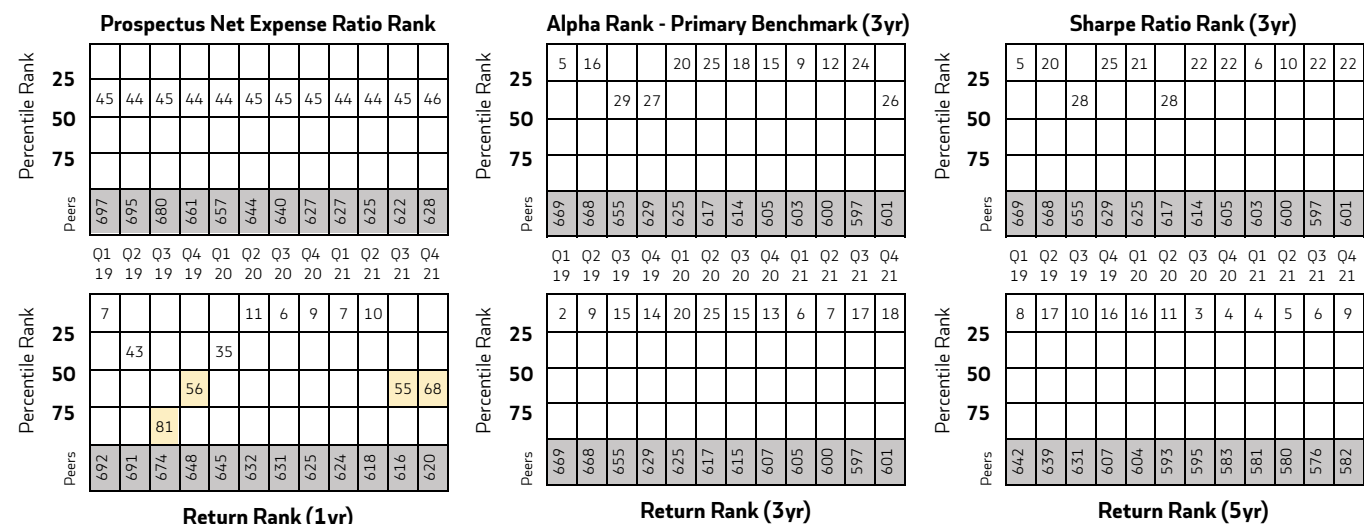 Prospectus Net Expense Ratio Rank
Percentile Rank
25
50
75
45 44 45 44 44 45 45 45 44 44 45 46
Peers
697 695 680 661 657 644 640 627 627 625 622 628
Q1 Q2 Q3 Q4 Q1 Q2 Q3 Q4 Q1 Q2 Q3 Q4
19 19 19 19 20 20 20 20 21 21 21 21
Alpha Rank - Primary Benchmark (3yr)
Percentile Rank
25
50
75
5 16 20 25 18 15 9 12 24
29 27 26
Peers
669 668 655 629 625 617 614 605 603 600 597 601
Q1 Q2 Q3 Q4 Q1 Q2 Q3 Q4 Q1 Q2 Q3 Q4
19 19 19 19 20 20 20 20 21 21 21 21
Sharpe Ratio Rank (3yr)
Percentile Rank
25
50
75
5 20 25 21 22 22 6 10 22 22
28 28
Peers
669 668 655 629 625 617 614 605 603 600 597 601
Q1 Q2 Q3 Q4 Q1 Q2 Q3 Q4 Q1 Q2 Q3 Q4
19 19 19 19 20 20 20 20 21 21 21 21
Percentile Rank
25
50
75
7 11 6 9 7 10
43 35
56 55 68
81
Peers
692 691 674 648 645 632 631 625 624 618 616 620
Return Rank (1yr)
Percentile Rank
25
50
75
2 9 15 14 20 25 15 13 6 7 17 18
Peers
669 668 655 629 625 617 615 607 605 600 597 601
Return Rank (3yr)
Percentile Rank
25
50
75
8 17 10 16 16 11 3 4 4 5 6 9
Peers
642 639 631 607 604 593 595 583 581 580 576 582
Return Rank (5yr)